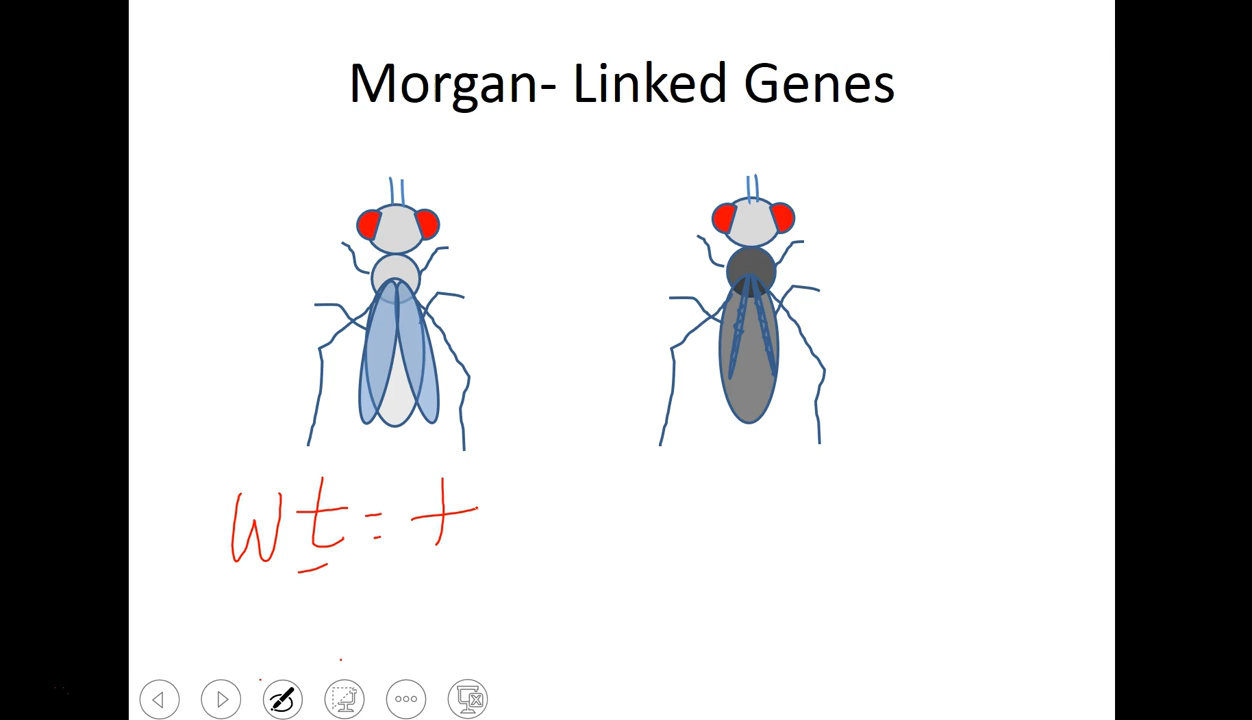 Morgan- Linked Genes
Wt = +